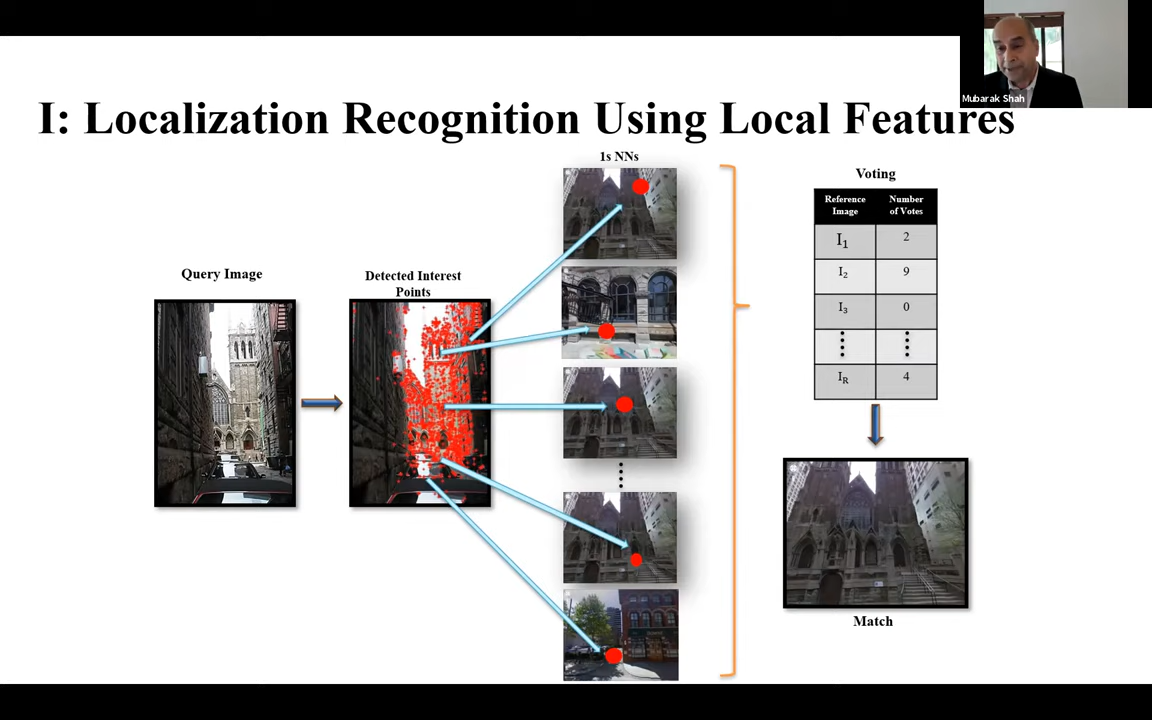 Mubarak Shah
I: Localization Recognition Using Local Features
1s NNs
Voting
Query Image
Detected Interest
Points
Reference Image Number of Votes
I₁ 2
I₂ 9
I₃ 0
I_R 4
Match